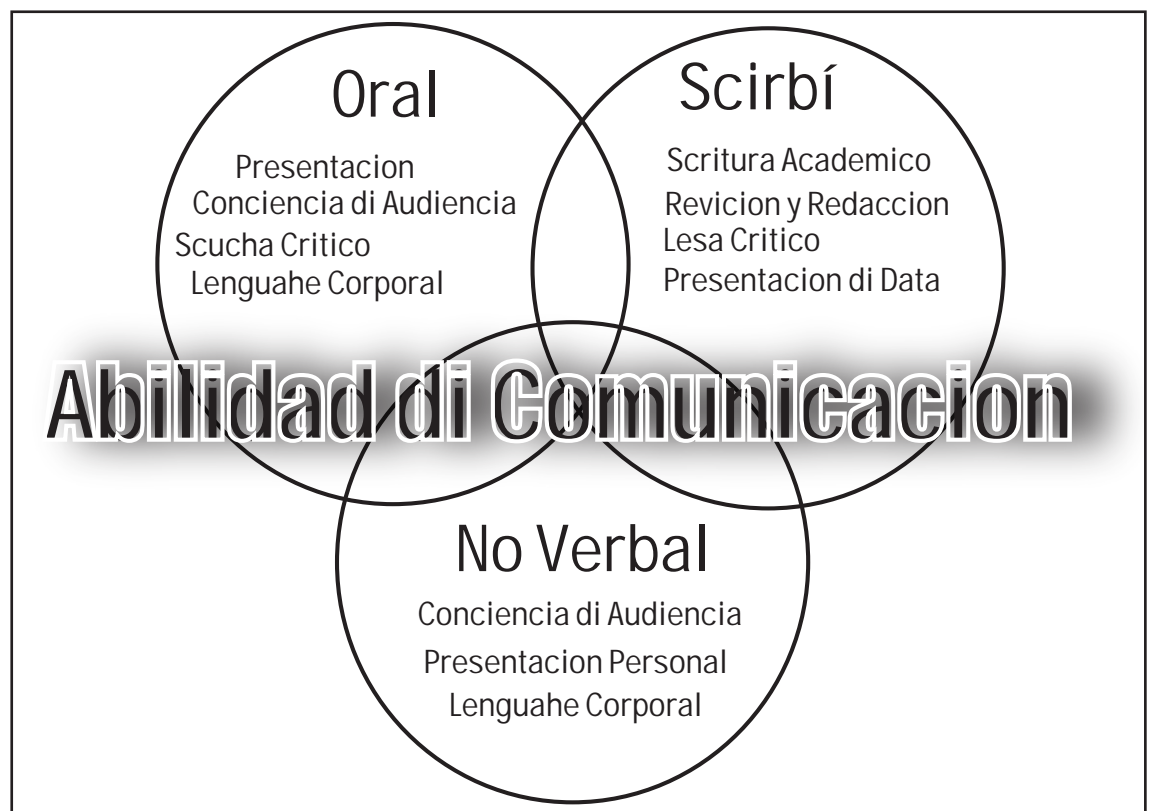 Oral
Presentacion
Conciencia di Audiencia
Scucha Critico
Lenguahe Corporal
Scirbí
Scritura Academico
Revicion y Redaccion
Lesa Critico
Presentacion di Data
Abilidad di Comunicacion
No Verbal
Conciencia di Audiencia
Presentacion Personal
Lenguahe Corporal